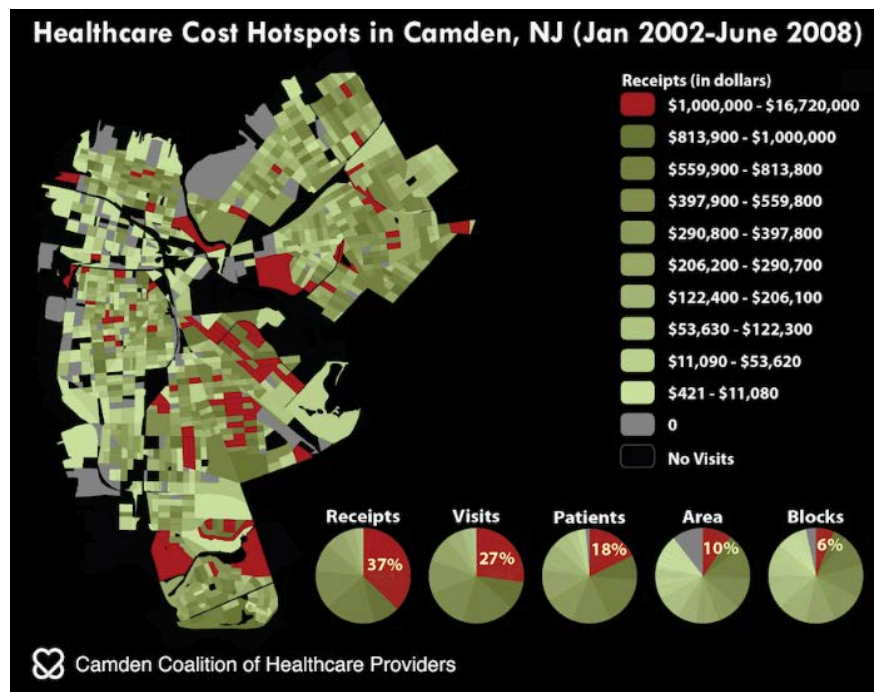 Healthcare Cost Hotspots in Camden, NJ (Jan 2002-June 2008)
Receipts (in dollars)
$1,000,000 - $16,720,000
$813,900 - $1,000,000
$559,900 - $813,800
$397,900 - $559,800
$290,800 - $397,800
$206,200 - $290,700
$122,400 - $206,100
$53,630 - $122,300
$11,090 - $53,620
$421 - $11,080
0
No Visits
Receipts Visits Patients Area Blocks
37% 27% 18% 10% 6%
Camden Coalition of Healthcare Providers